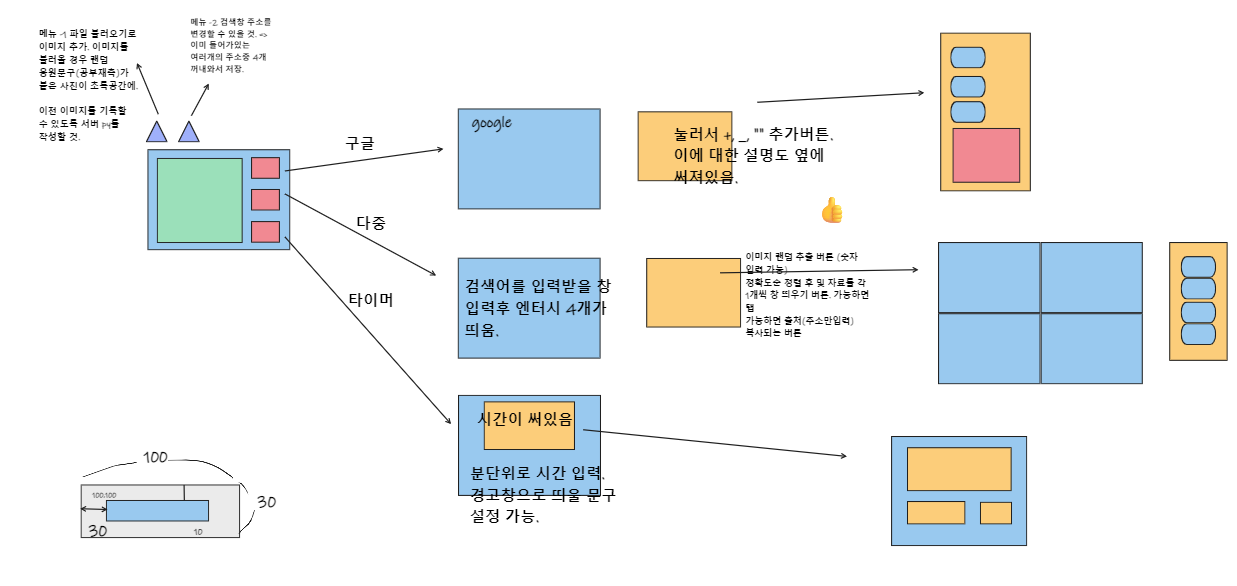 메뉴 -1 파일 불러오기로
이미지 추가. 이미지를
불러올 경우 랜덤
응원문구(공부재촉)가
붙은 사진이 초록공간에.
이전 이미지를 기록할
수 있도록 서버 py를
작성할 것.
메뉴 -2. 검색창 주소를
변경할 수 있을 것. =>
이미 들어가있는
여러개의 주소중 4개
꺼내와서 저장.
구글
다중
타이머
google
눌러서 +, _, "" 추가버튼.
이에 대한 설명도 옆에
써져있음.
검색어를 입력받을 창
입력후 엔터시 4개가
띄움.
이미지 랜덤 추출 버튼 (숫자
입력 가능)
정확도순 정렬 후 및 자료를 각
1개씩 창 띄우기 버튼. 가능하면
탭
가능하면 출처(주소만입력)
복사되는 버튼
시간이 써있음
분단위로 시간 입력.
경고창으로 띄울 문구
설정 가능.
100
100,100
30
30
10